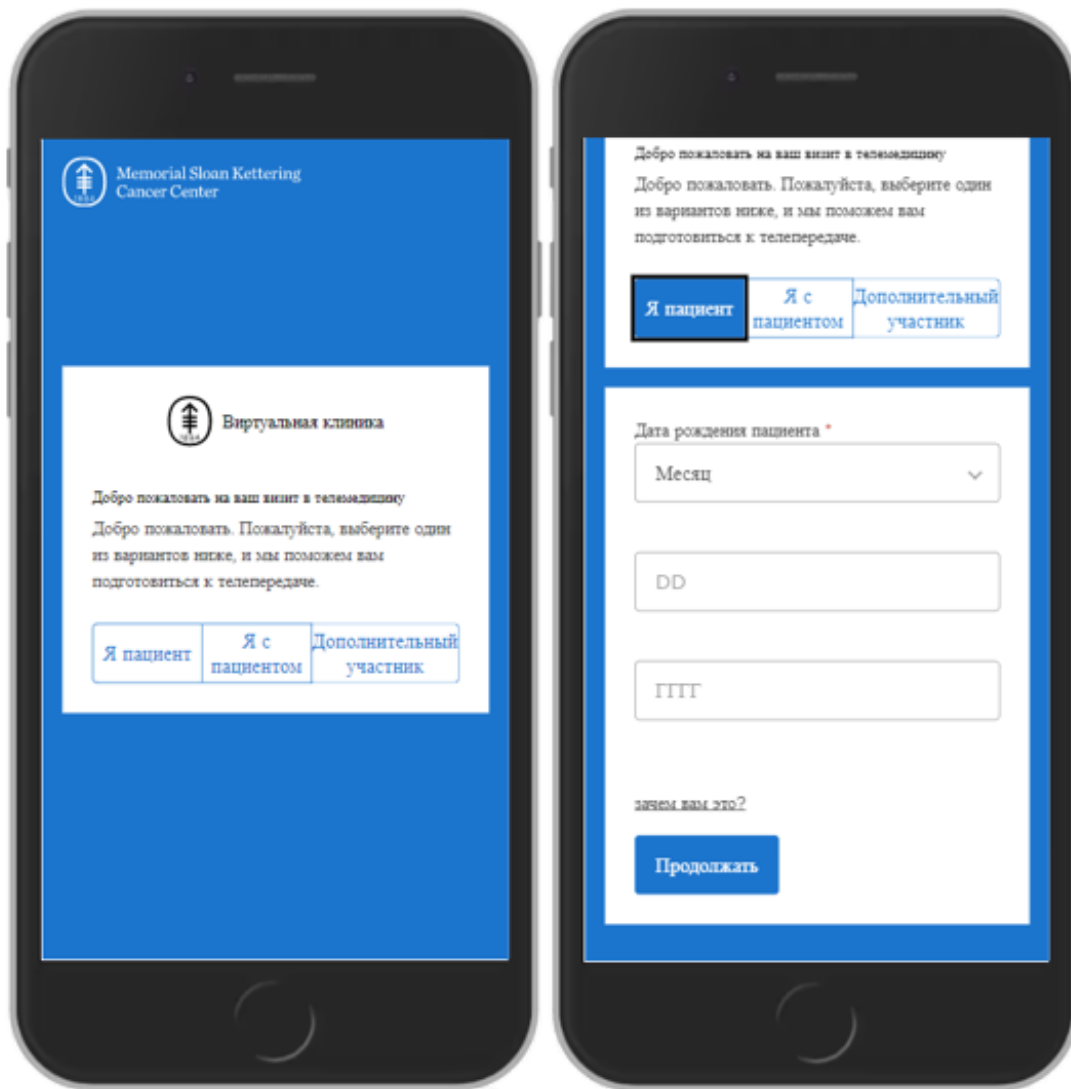 Memorial Sloan Kettering
Cancer Center
1884
Виртуальная клиника
1884
Добро пожаловать на ваш визит в телемедицину
Добро пожаловать. Пожалуйста, выберите один
из вариантов ниже, и мы поможем вам
подготовиться к телепередаче.
Я пациент
Я с
пациентом
Дополнительный
участник
Добро пожаловать на ваш визит в телемедицину
Добро пожаловать. Пожалуйста, выберите один
из вариантов ниже, и мы поможем вам
подготовиться к телепередаче.
Я пациент
Я с
пациентом
Дополнительный
участник
Дата рождения пациента *
Месяц
DD
ГГГГ
зачем вам это?
Продолжать